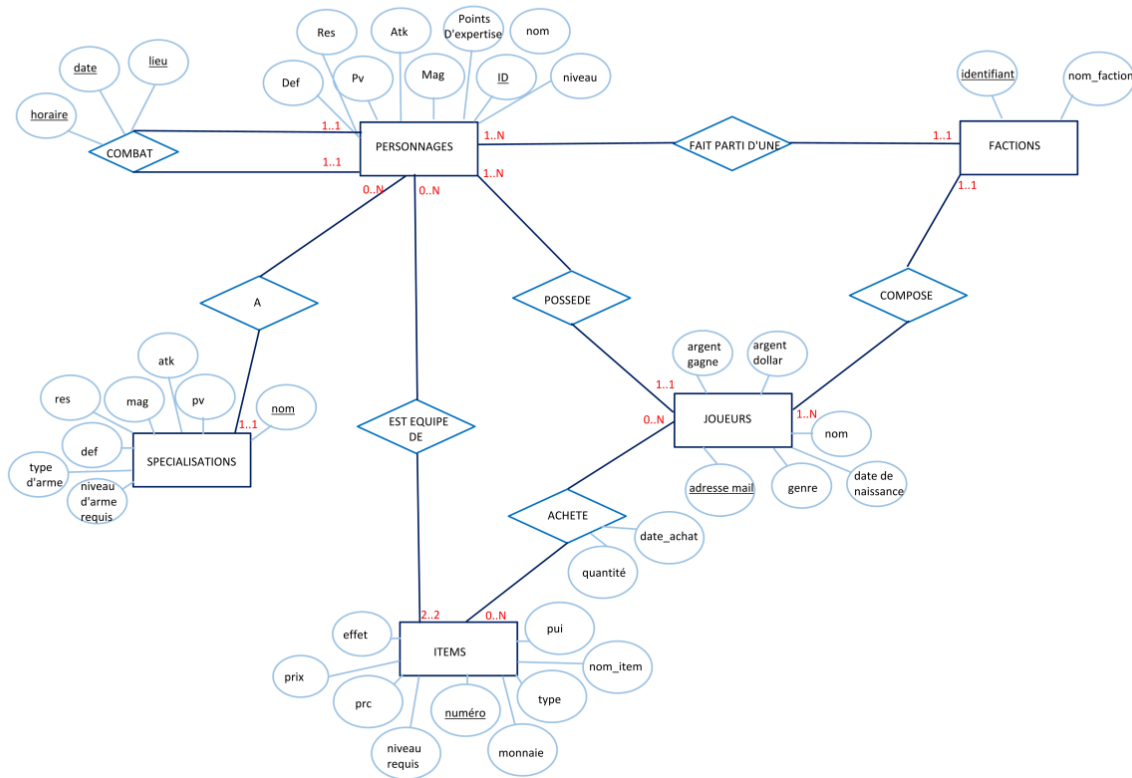 Res
Atk
Points
D'expertise
nom
date
lieu
Def
Pv
Mag
ID
niveau
identifiant
nom_faction
horaire
1..1
1..N
1..1
COMBAT
PERSONNAGES
FAIT PARTI D'UNE
FACTIONS
1..1
0..N
0..N
1..N
1..1
A
POSSEDE
COMPOSE
argent
gagne
argent
dollar
atk
res
mag
pv
nom
1..1
1..1
0..N
1..N
EST EQUIPE
DE
JOUEURS
nom
def
SPECIALISATIONS
type
d'arme
niveau
d'arme
requis
adresse mail
genre
date de
naissance
ACHETE
date_achat
quantité
2..2
0..N
effet
pui
ITEMS
nom_item
prix
prc
numéro
type
niveau
requis
monnaie